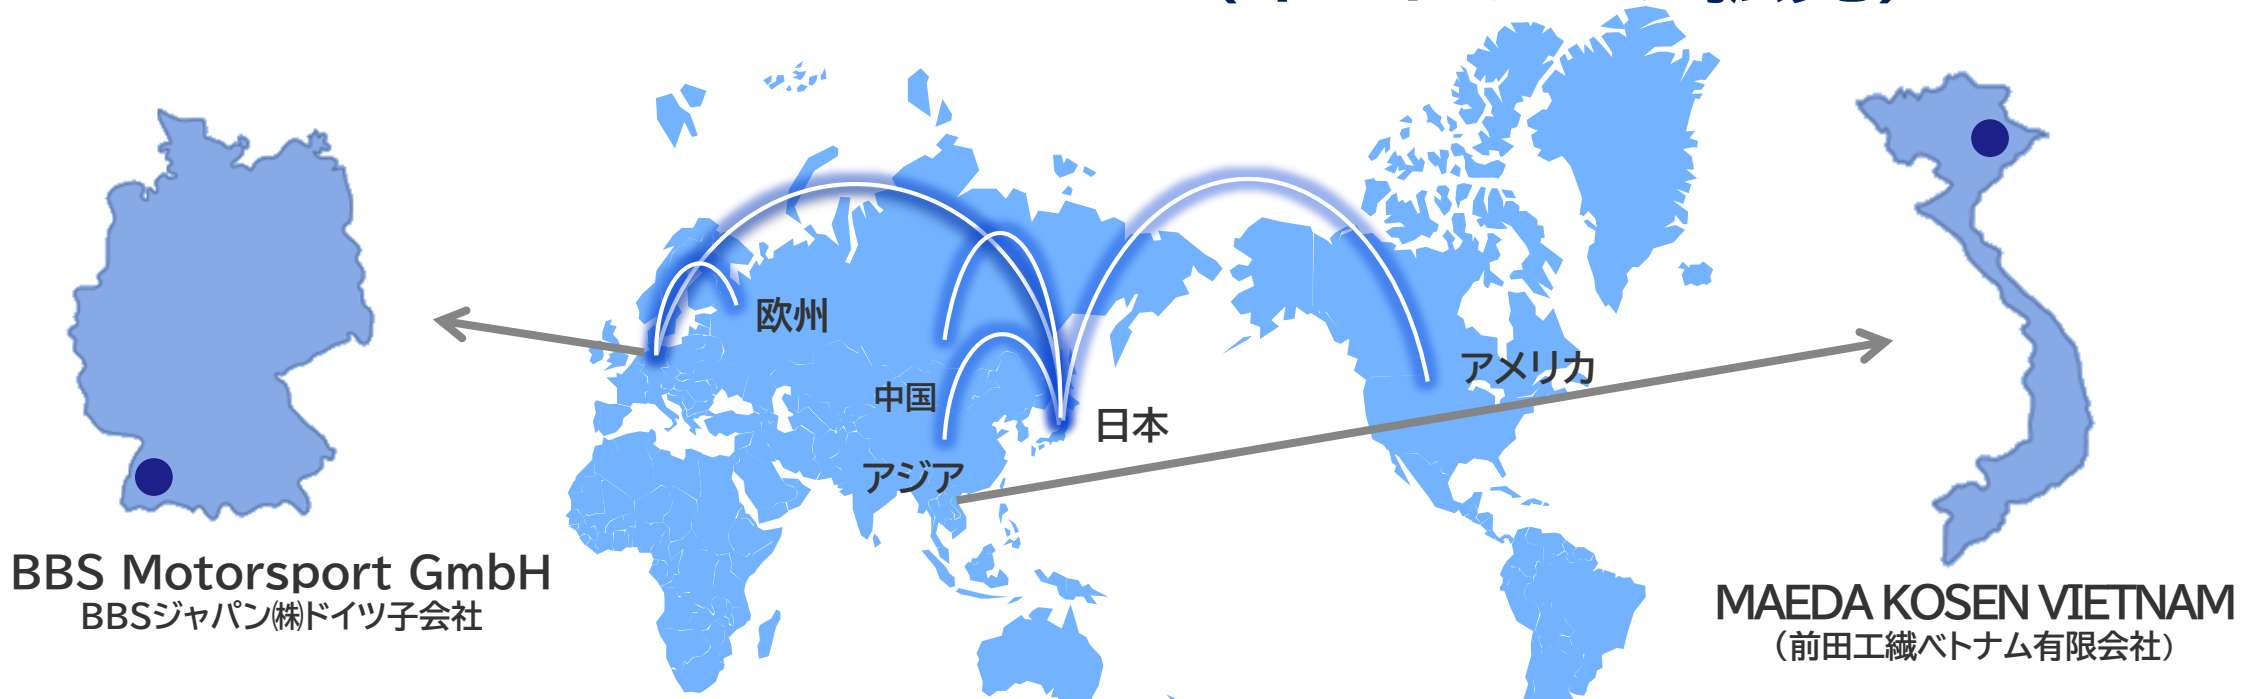 欧州
中国
アジア
日本
アメリカ
BBS Motorsport GmbH
BBSジャパン㈱ドイツ子会社
MAEDA KOSEN VIETNAM
（前田工繊ベトナム有限会社）